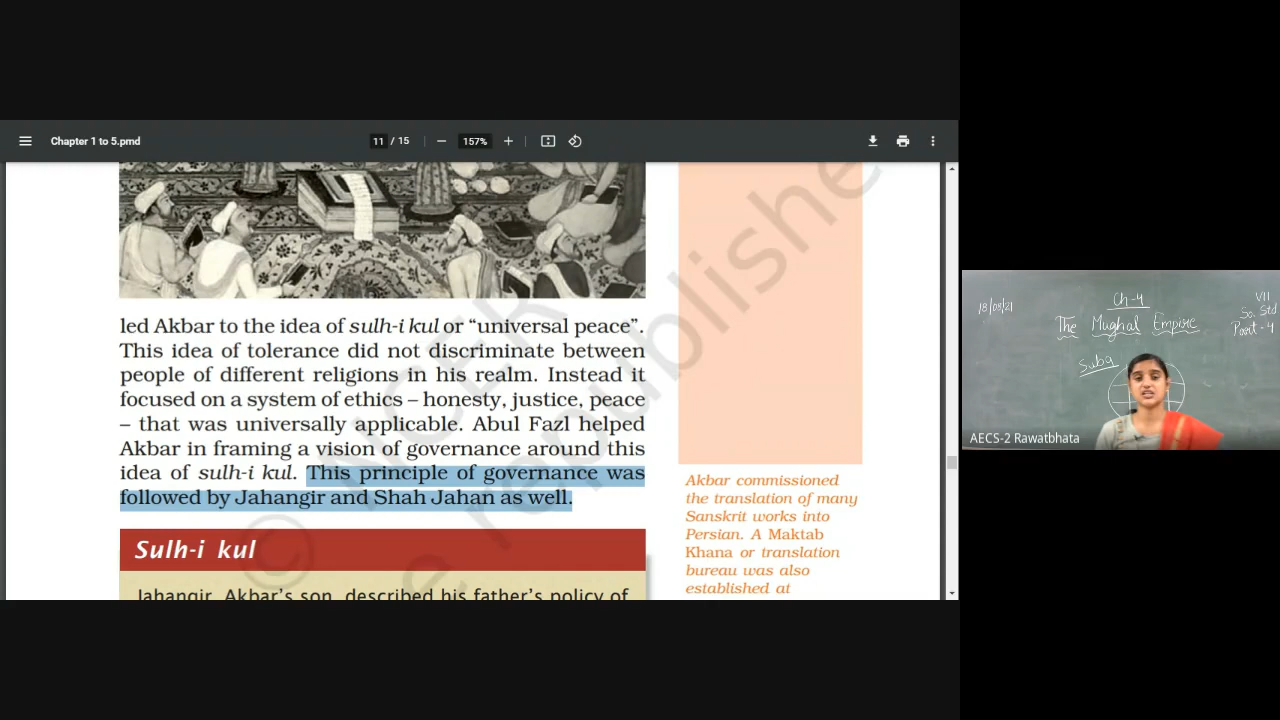 Chapter 1 to 5.pmd
11 / 15
157%
led Akbar to the idea of sulh-i kul or “universal peace”.
This idea of tolerance did not discriminate between
people of different religions in his realm. Instead it
focused on a system of ethics – honesty, justice, peace
– that was universally applicable. Abul Fazl helped
Akbar in framing a vision of governance around this
idea of sulh-i kul. This principle of governance was
followed by Jahangir and Shah Jahan as well.
Sulh-i kul
Jahangir, Akbar’s son, described his father’s policy of
Akbar commissioned
the translation of many
Sanskrit works into
Persian. A Maktab
Khana or translation
bureau was also
established at
© NCERT
republishe
18/08/21
Ch-4
The Mughal Empire
VII
So. Std
Part - 4
Suba
AECS-2 Rawatbhata